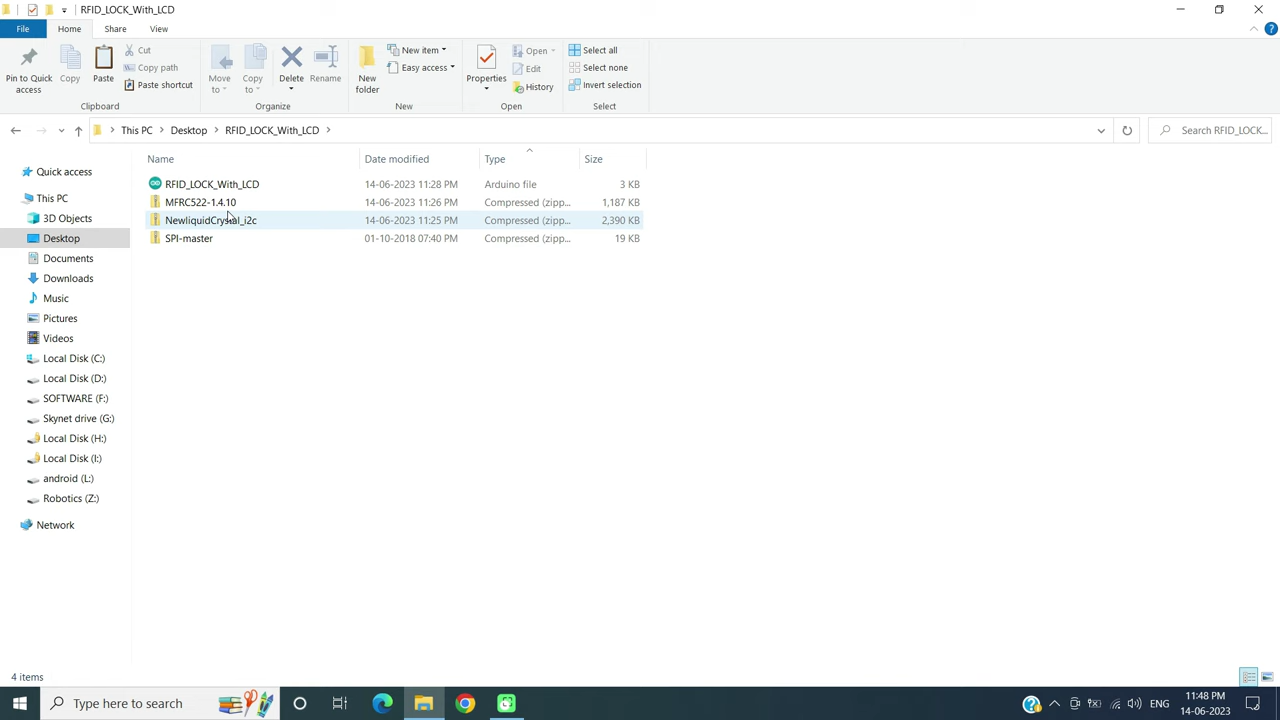 RFID_LOCK_With_LCD
File
Home
Share
View
Pin to Quick access
Copy
Paste
Cut
Copy path
Paste shortcut
Clipboard
Move to
Copy to
Delete
Rename
Organize
New folder
New item
Easy access
New
Properties
Open
Edit
History
Open
Select all
Select none
Invert selection
Select
This PC
Desktop
RFID_LOCK_With_LCD
Search RFID_LOCK...
Quick access
This PC
3D Objects
Desktop
Documents
Downloads
Music
Pictures
Videos
Local Disk (C:)
Local Disk (D:)
SOFTWARE (F:)
Skynet drive (G:)
Local Disk (H:)
Local Disk (I:)
android (L:)
Robotics (Z:)
Network
Name Date modified Type Size
RFID_LOCK_With_LCD 14-06-2023 11:28 PM Arduino file 3 KB
MFRC522-1.4.10 14-06-2023 11:26 PM Compressed (zipp... 1,187 KB
NewliquidCrystal_i2c 14-06-2023 11:25 PM Compressed (zipp... 2,390 KB
SPI-master 01-10-2018 07:40 PM Compressed (zipp... 19 KB
4 items
Type here to search
ENG
11:48 PM
14-06-2023